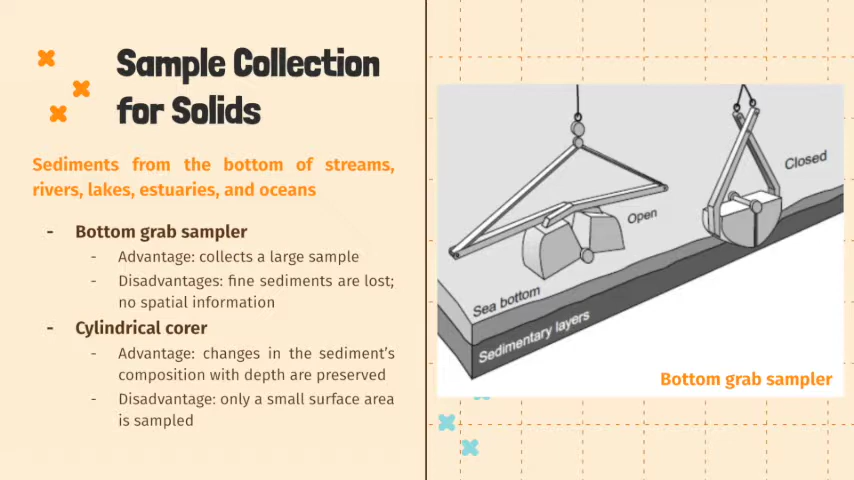 Sample Collection
for Solids
Sediments from the bottom of streams,
rivers, lakes, estuaries, and oceans
- Bottom grab sampler
- Advantage: collects a large sample
- Disadvantages: fine sediments are lost;
no spatial information
- Cylindrical corer
- Advantage: changes in the sediment's
composition with depth are preserved
- Disadvantage: only a small surface area
is sampled
Closed
Open
Sea bottom
Sedimentary layers
Bottom grab sampler